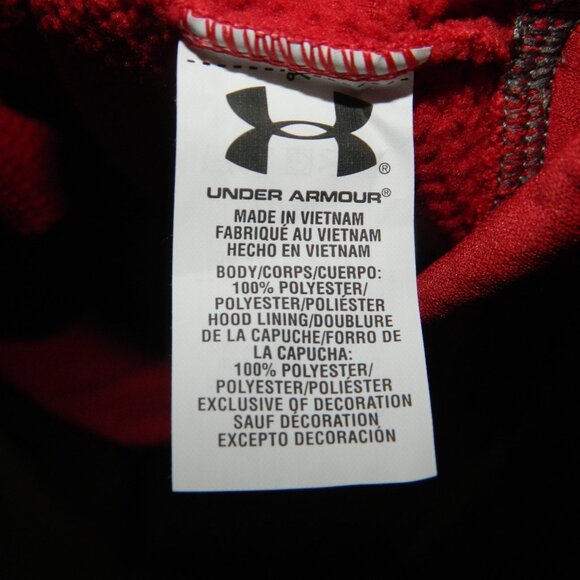 ®
UNDER ARMOUR®
MADE IN VIETNAM
FABRIQUÉ AU VIETNAM
HECHO EN VIETNAM
BODY/CORPS/CUERPO:
100% POLYESTER/
POLYESTER/POLIÉSTER
HOOD LINING/DOUBLURE
DE LA CAPUCHE/FORRO DE
LA CAPUCHA:
100% POLYESTER/
POLYESTER/POLIÉSTER
EXCLUSIVE OF DECORATION
SAUF DÉCORATION
EXCEPTO DECORACIÓN